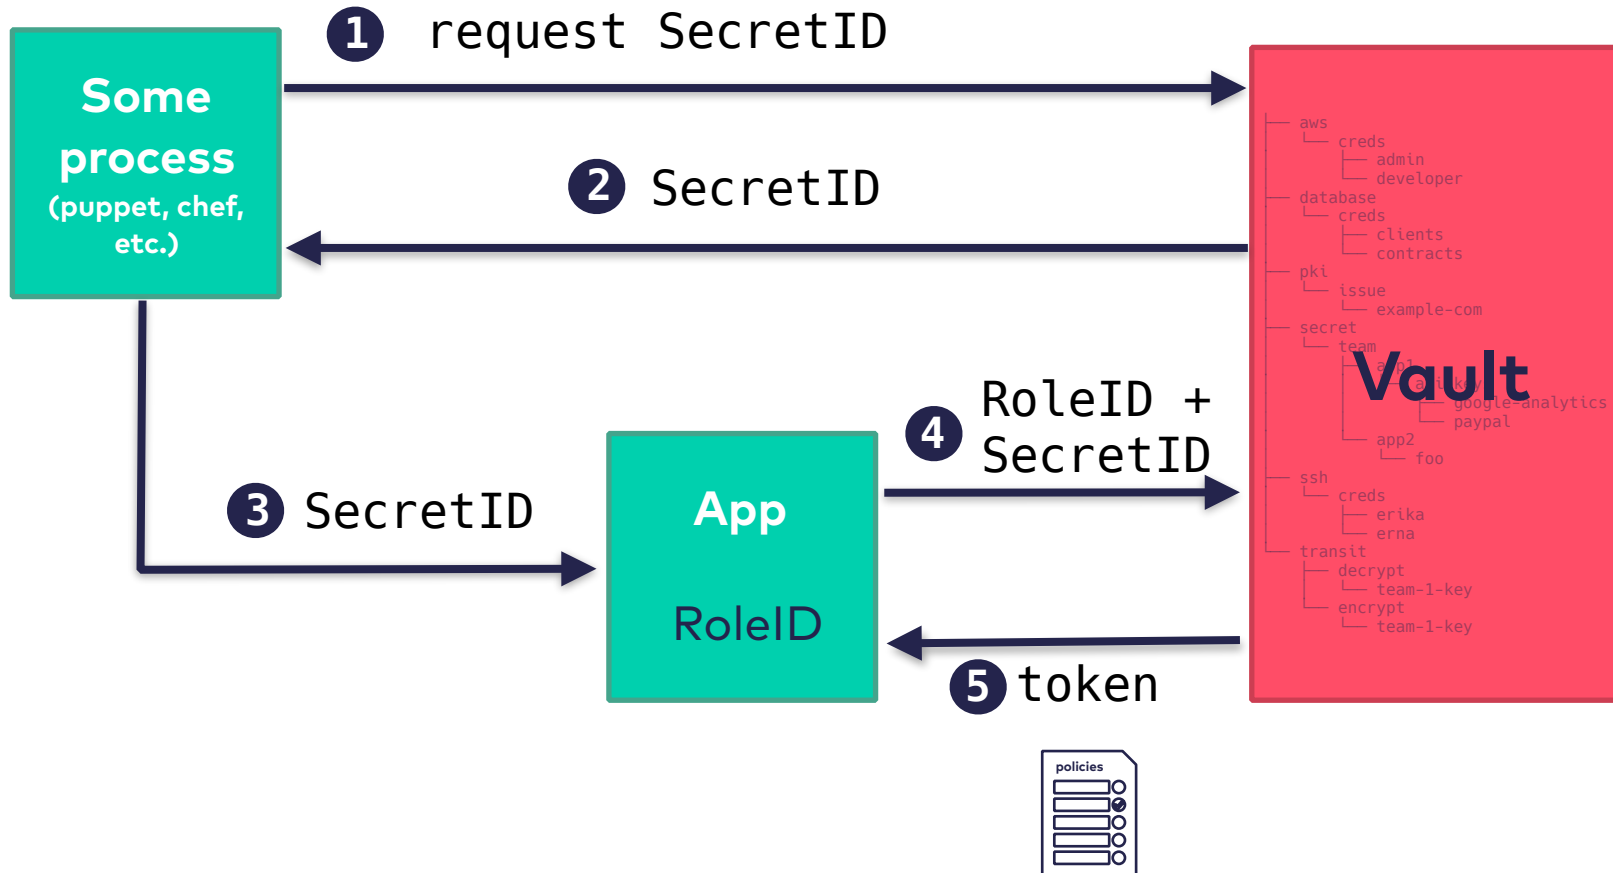 1 request SecretID
Some
process
(puppet, chef,
etc.)
2 SecretID
3 SecretID
App
RoleID
4 RoleID +
SecretID
5 token
policies
Vault
aws
creds
admin
developer
database
creds
clients
contracts
pki
issue
example-com
secret
team
app1
google-analytics
paypal
app2
foo
ssh
creds
erika
erna
transit
decrypt
team-1-key
encrypt
team-1-key